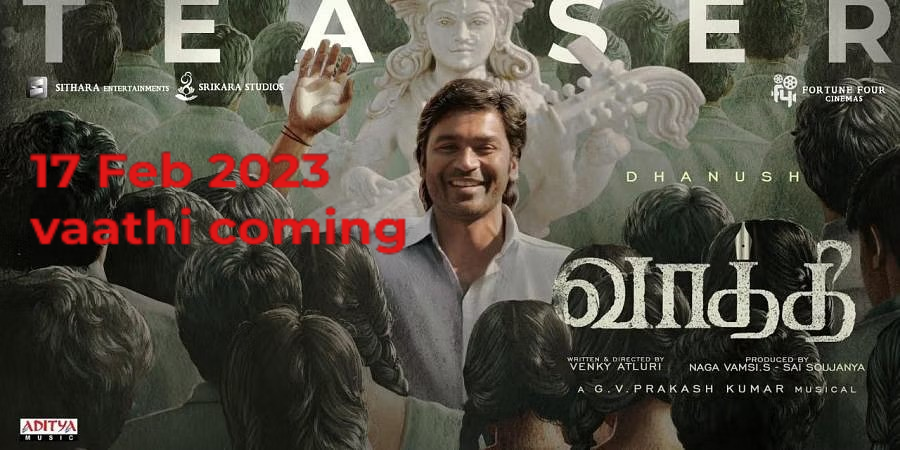 TEASER
SITHARA ENTERTAINMENTS
SRIKARA STUDIOS
FORTUNE FOUR
CINEMAS
17 Feb 2023
vaathi coming
DHANUSH
வாத்தி
WRITTEN & DIRECTED BY
VENKY ATLURI
PRODUCED BY
NAGA VAMSI.S - SAI SOUJANYA
A G.V.PRAKASH KUMAR MUSICAL
ADITYA
MUSIC